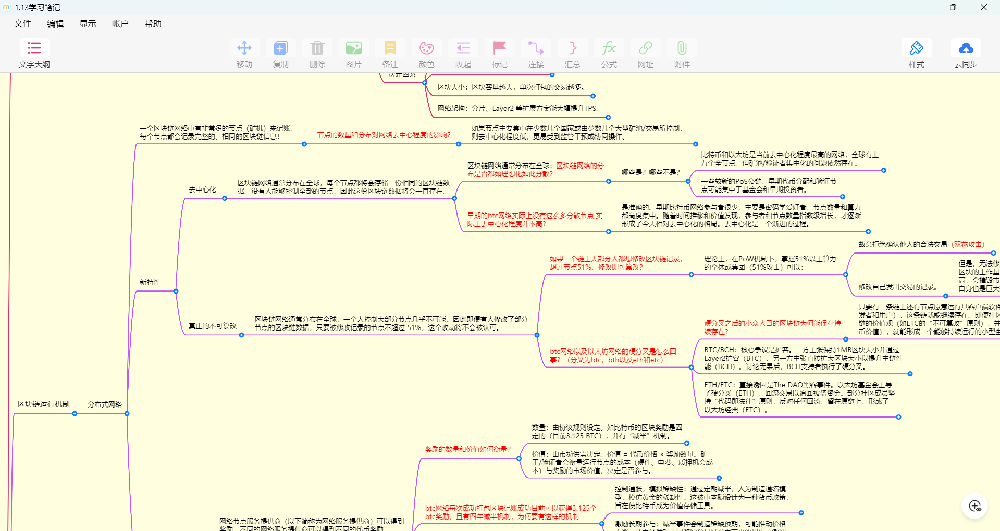 1.13学习笔记
文件 编辑 显示 帐户 帮助
文字大纲 移动 复制 删除 图片 备注 颜色 收起 标记 连接 汇总 公式 网址 附件 样式 云同步
决定因素
区块大小：区块容量越大，单次打包的交易越多。
网络架构：分片、Layer2 等扩展方案能大幅提升TPS。
一个区块链网络中有非常多的节点（矿机）来记账，
每个节点都会记录完整的、相同的区块链信息！
节点的数量和分布对网络去中心程度的影响？
如果节点主要集中在少数几个国家或由少数几个大型矿池/交易所控制，
则去中心化程度低，更易受到监管干预或协同操作。
去中心化
区块链网络通常分布在全球，每个节点都将会存储一份相同的区块链数
据。没有人能够控制全部的节点，因此这份区块链数据将会一直存在。
区块链网络通常分布在全球：区块链网络的分
布是否都如理想化如此分散？
哪些是？哪些不是？
比特币和以太坊是当前去中心化程度最高的网络，全球有上
万个全节点。但矿池/验证者集中化的问题依然存在。
一些较新的PoS公链，早期代币分配和验证节
点可能集中于基金会和早期投资者。
早期的btc网络实际上没有这么多分散节点,实
际上去中心化程度并不高？
是准确的。早期比特币网络参与者很少，主要是密码学爱好者，节点数量和算力
都高度集中。随着时间推移和价值发现，参与者和节点数量指数级增长，才逐渐
形成了今天相对去中心化的格局。去中心化是一个渐进的过程。
新特性
真正的不可篡改
区块链网络通常分布在全球，一个人控制大部分节点几乎不可能，因此即便有人修改了部分
节点的区块链数据，只要被修改记录的节点不超过 51%，这个改动将不会被认可。
如果一个链上大部分人都想修改区块链记录，
超过节点51%，修改即可篡改？
理论上，在PoW机制下，掌握51%以上算力
的个体或集团（51%攻击）可以：
故意拒绝确认他人的合法交易（双花攻击）
修改自己发出交易的记录。
但是，无法修
区块的工作量
高，会摧毁市
自身也是巨大
btc网络以及以太坊网络的硬分叉是怎么回
事？（分叉为btc，bth以及eth和etc）
硬分叉之后的小众人口的区块链为何能保存持
续存在？
只要有一条链上还有节点愿意运行其客户端软件
发者和用户），这条链就能继续存在。即使社区
链的价值观（如ETC的“不可篡改”原则），并
币价值），就能形成一个能够持续运行的小型生
BTC/BCH：核心争议是扩容。一方主张保持1MB区块大小并通过
Layer2扩容（BTC），另一方主张直接扩大区块大小以提升主链性
能（BCH）。讨论无果后，BCH支持者执行了硬分叉。
ETH/ETC：直接诱因是The DAO黑客事件。以太坊基金会主导
了硬分叉（ETH），回滚交易以追回被盗资金。部分社区成员坚
持“代码即法律”原则，反对任何回滚，留在原链上，形成了
以太坊经典（ETC）。
区块链运行机制
分布式网络
网络节点服务提供商（以下简称为网络服务提供商）可以得到
奖励，不同的网络服务提供商可以得到不同的代币奖励
奖励的数量和价值如何衡量？
数量：由协议规则设定。如比特币的区块奖励是固
定的（目前3.125 BTC），并有“减半”机制。
价值：由市场供需决定。价值 = 代币价格 × 奖励数量。矿
工/验证者会衡量运行节点的成本（硬件、电费、质押机会成
本）与奖励的市场价值，决定是否参与。
btc网络每次成功打包区块记账成功目前可以获得3.125个
btc奖励，且有四年减半机制，为何要有这样的机制
控制通胀，模拟稀缺性：通过定期减半，人为制造通缩模
型，模仿黄金的稀缺性。这被中本聪设计为一种货币政策，
旨在使比特币成为价值存储工具。
激励长期参与：减半事件会制造稀缺预期，可能推动价格